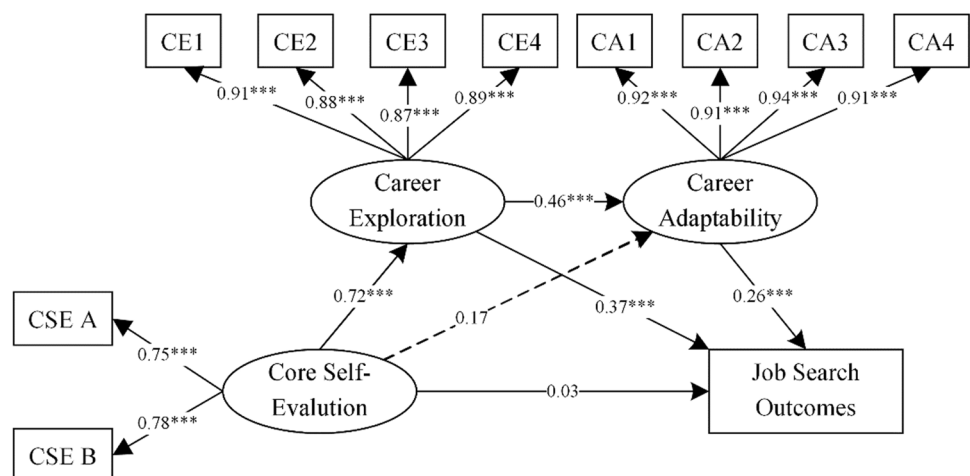 CE1
CE2
CE3
CE4
CA1
CA2
CA3
CA4
0.91***
0.88***
0.87***
0.89***
0.92***
0.91***
0.94***
0.91***
Career
Exploration
0.46***
Career
Adaptability
0.72***
0.17
0.37***
0.26***
CSE A
0.75***
CSE B
0.78***
Core Self-
Evalution
0.03
Job Search
Outcomes